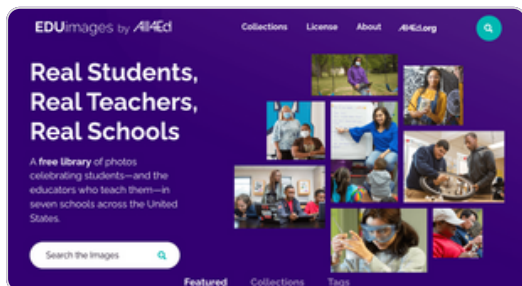 EDUimages by All4Ed
Collections License About All4Ed.org
Real Students,
Real Teachers,
Real Schools
A free library of photos
celebrating students—and the
educators who teach them—in
seven schools across the United
States.
Search the Images
Featured Collections Tags